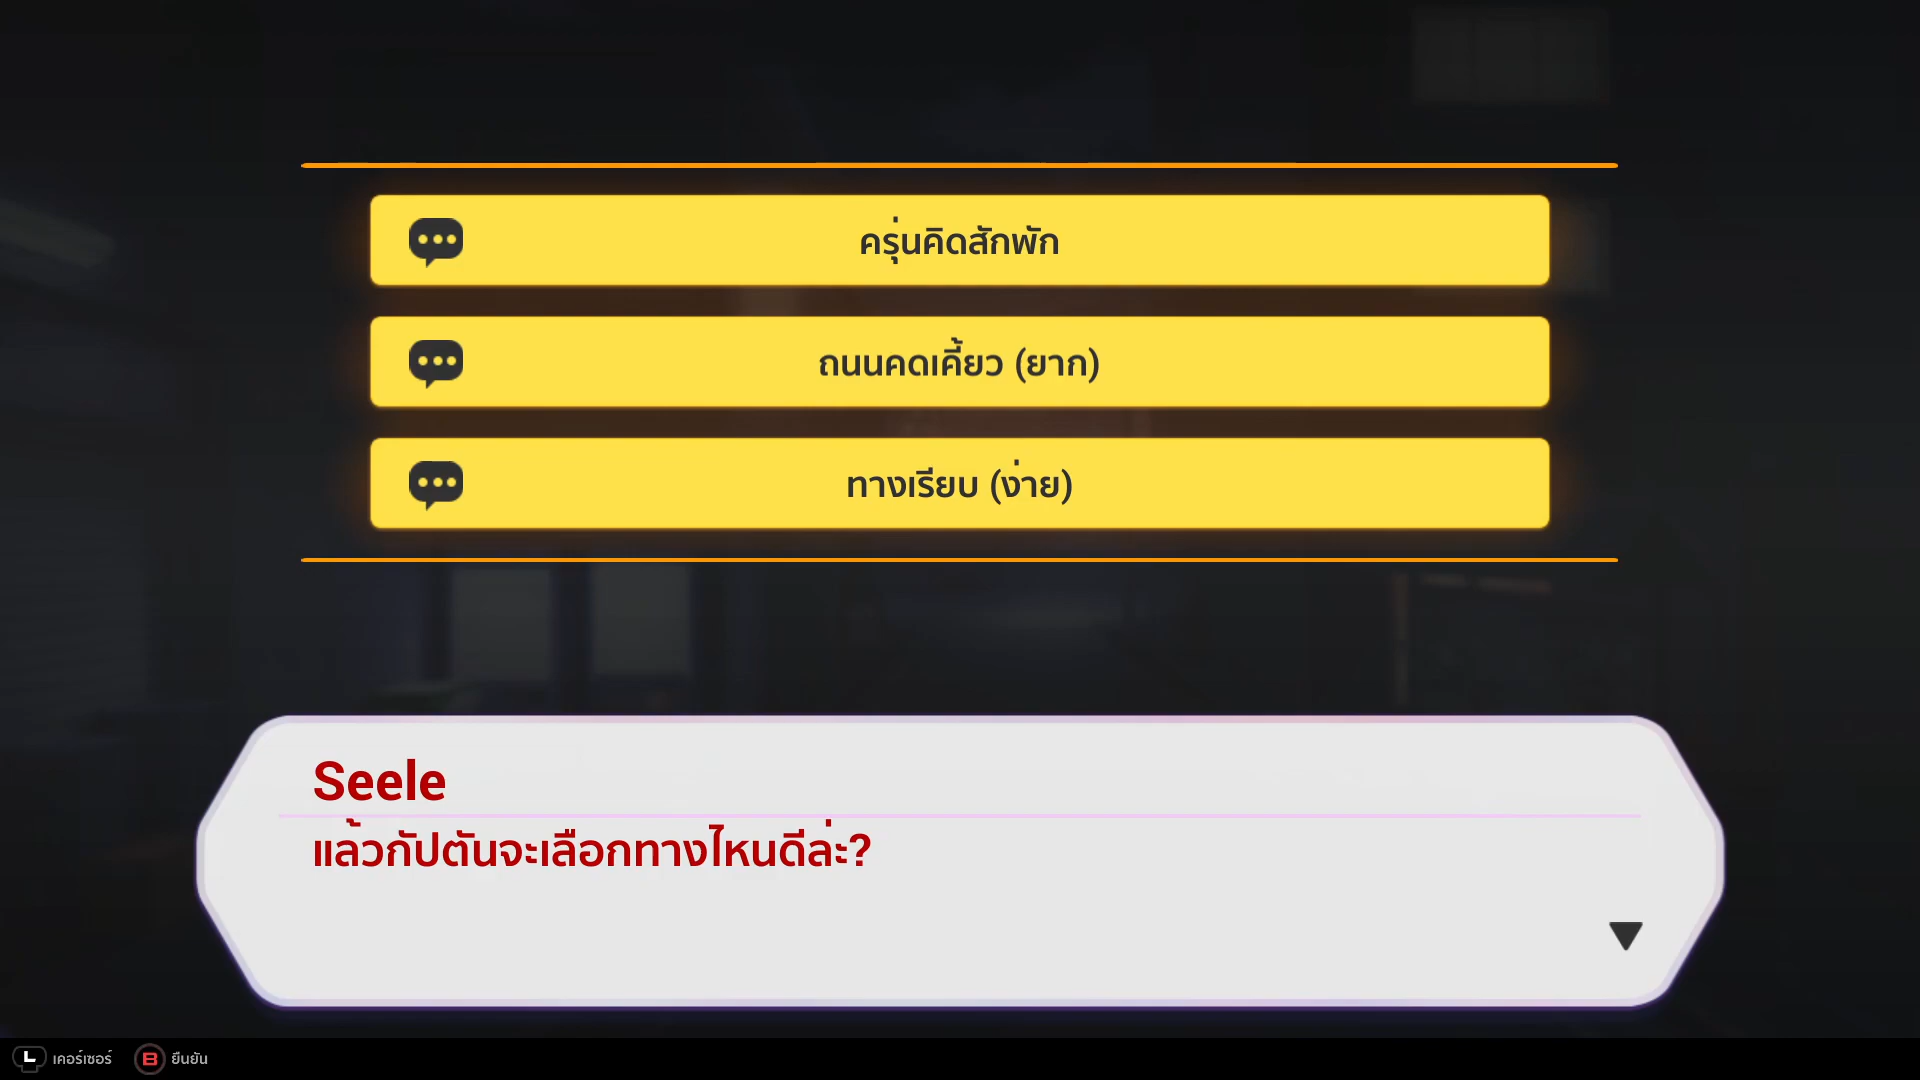 ครุ่นคิดสักพัก
ถนนคดเคี้ยว (ยาก)
ทางเรียบ (ง่าย)
Seele
แล้วกัปตันจะเลือกทางไหนดีล่ะ?
L เคอร์เซอร์ B ยืนยัน